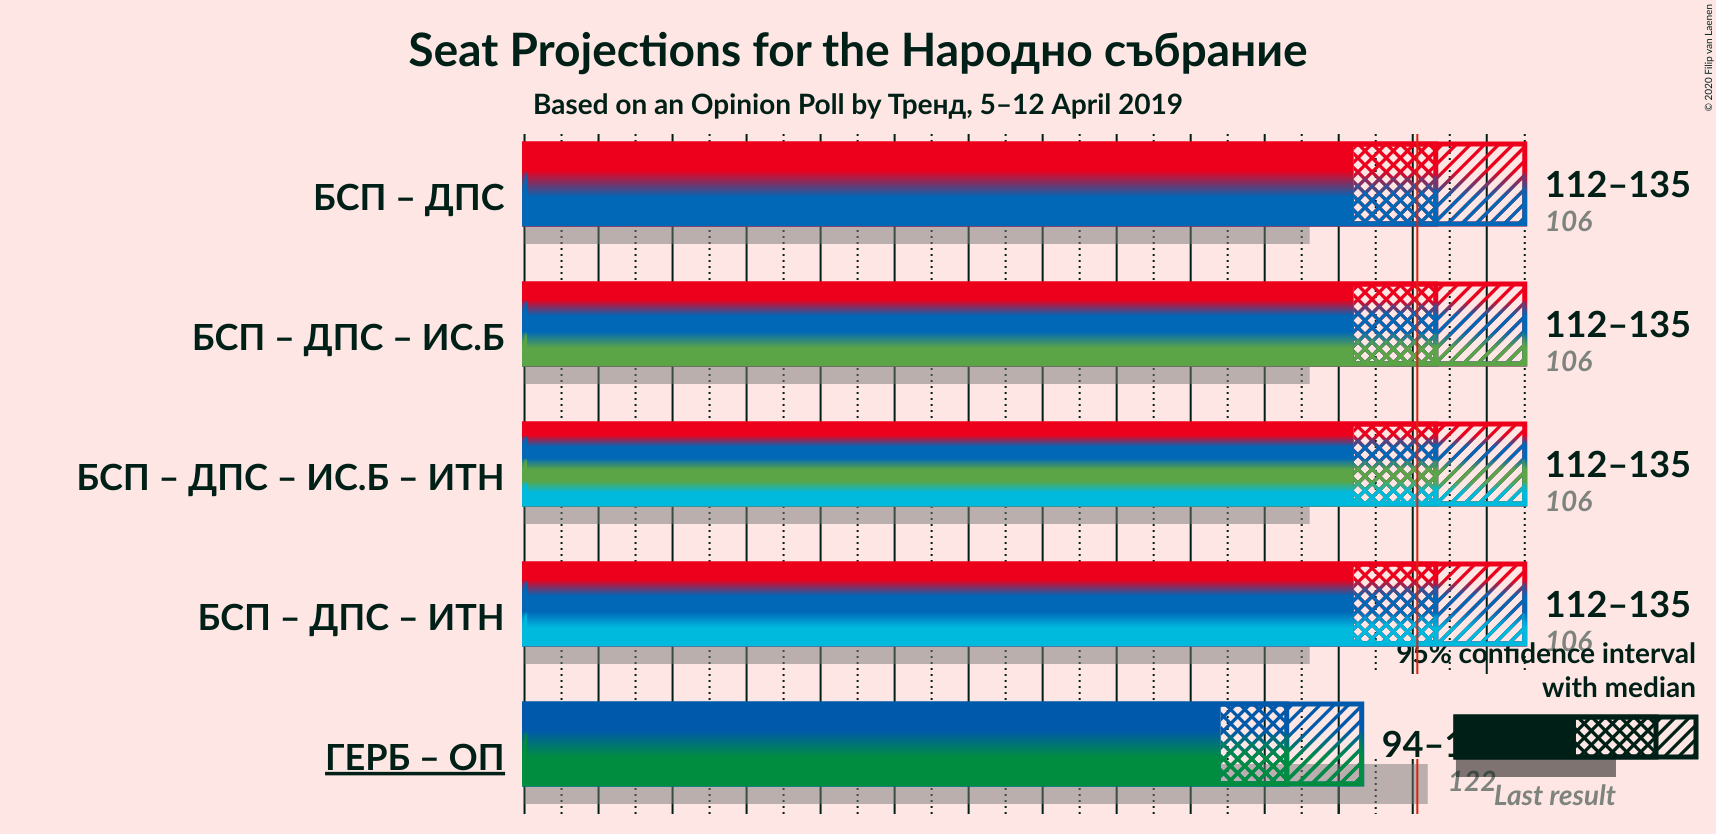 Seat Projections for the Народно събрание
Based on an Opinion Poll by Тренд, 5–12 April 2019
© 2020 Filip van Laenen
БСП – ДПС
112–135
106
БСП – ДПС – ИС.Б
112–135
106
БСП – ДПС – ИС.Б – ИТН
112–135
106
БСП – ДПС – ИТН
112–135
106
95% confidence interval
with median
ГЕРБ – ОП
94–1
122
Last result